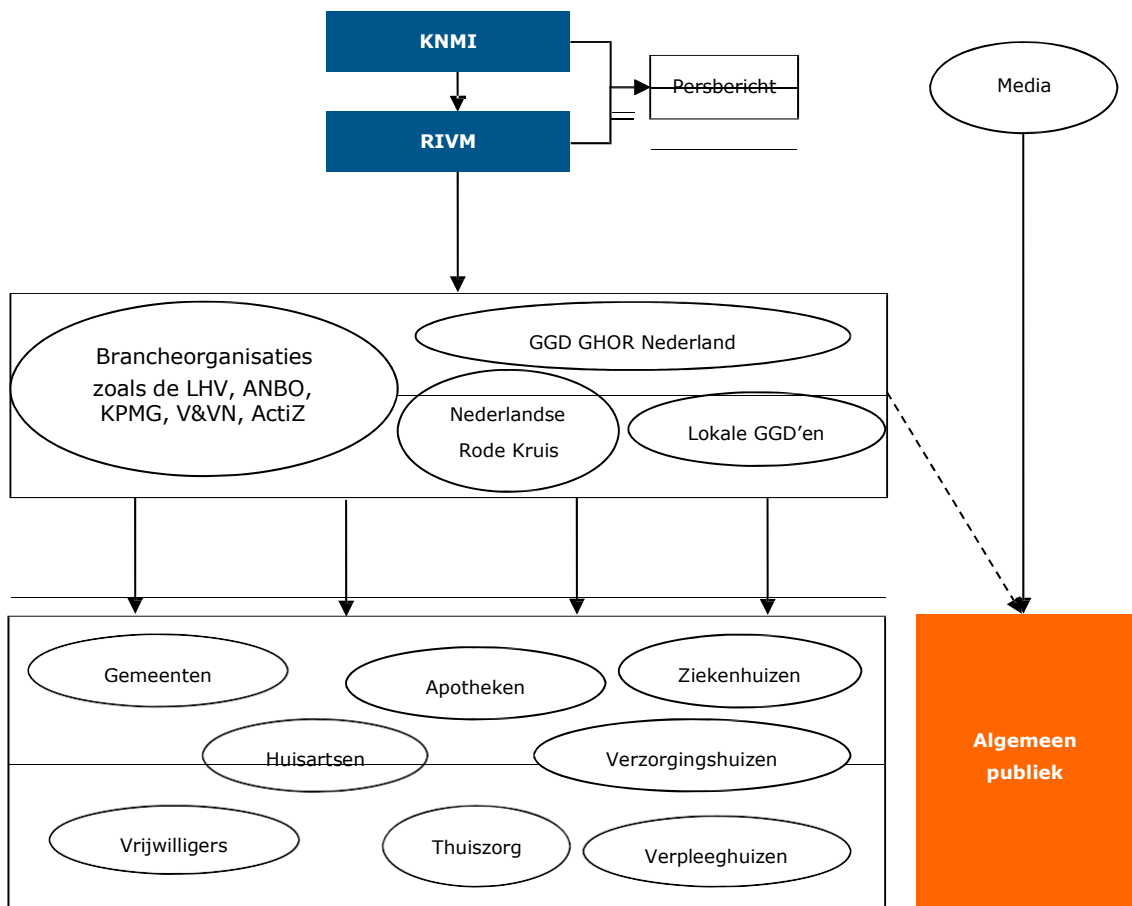 KNMI
Persbericht
Media
RIVM
Brancheorganisaties
zoals de LHV, ANBO,
KPMG, V&VN, ActiZ
GGD GHOR Nederland
Nederlandse
Rode Kruis
Lokale GGD’en
Gemeenten
Apotheken
Ziekenhuizen
Huisartsen
Verzorgingshuizen
Vrijwilligers
Thuiszorg
Verpleeghuizen
Algemeen
publiek